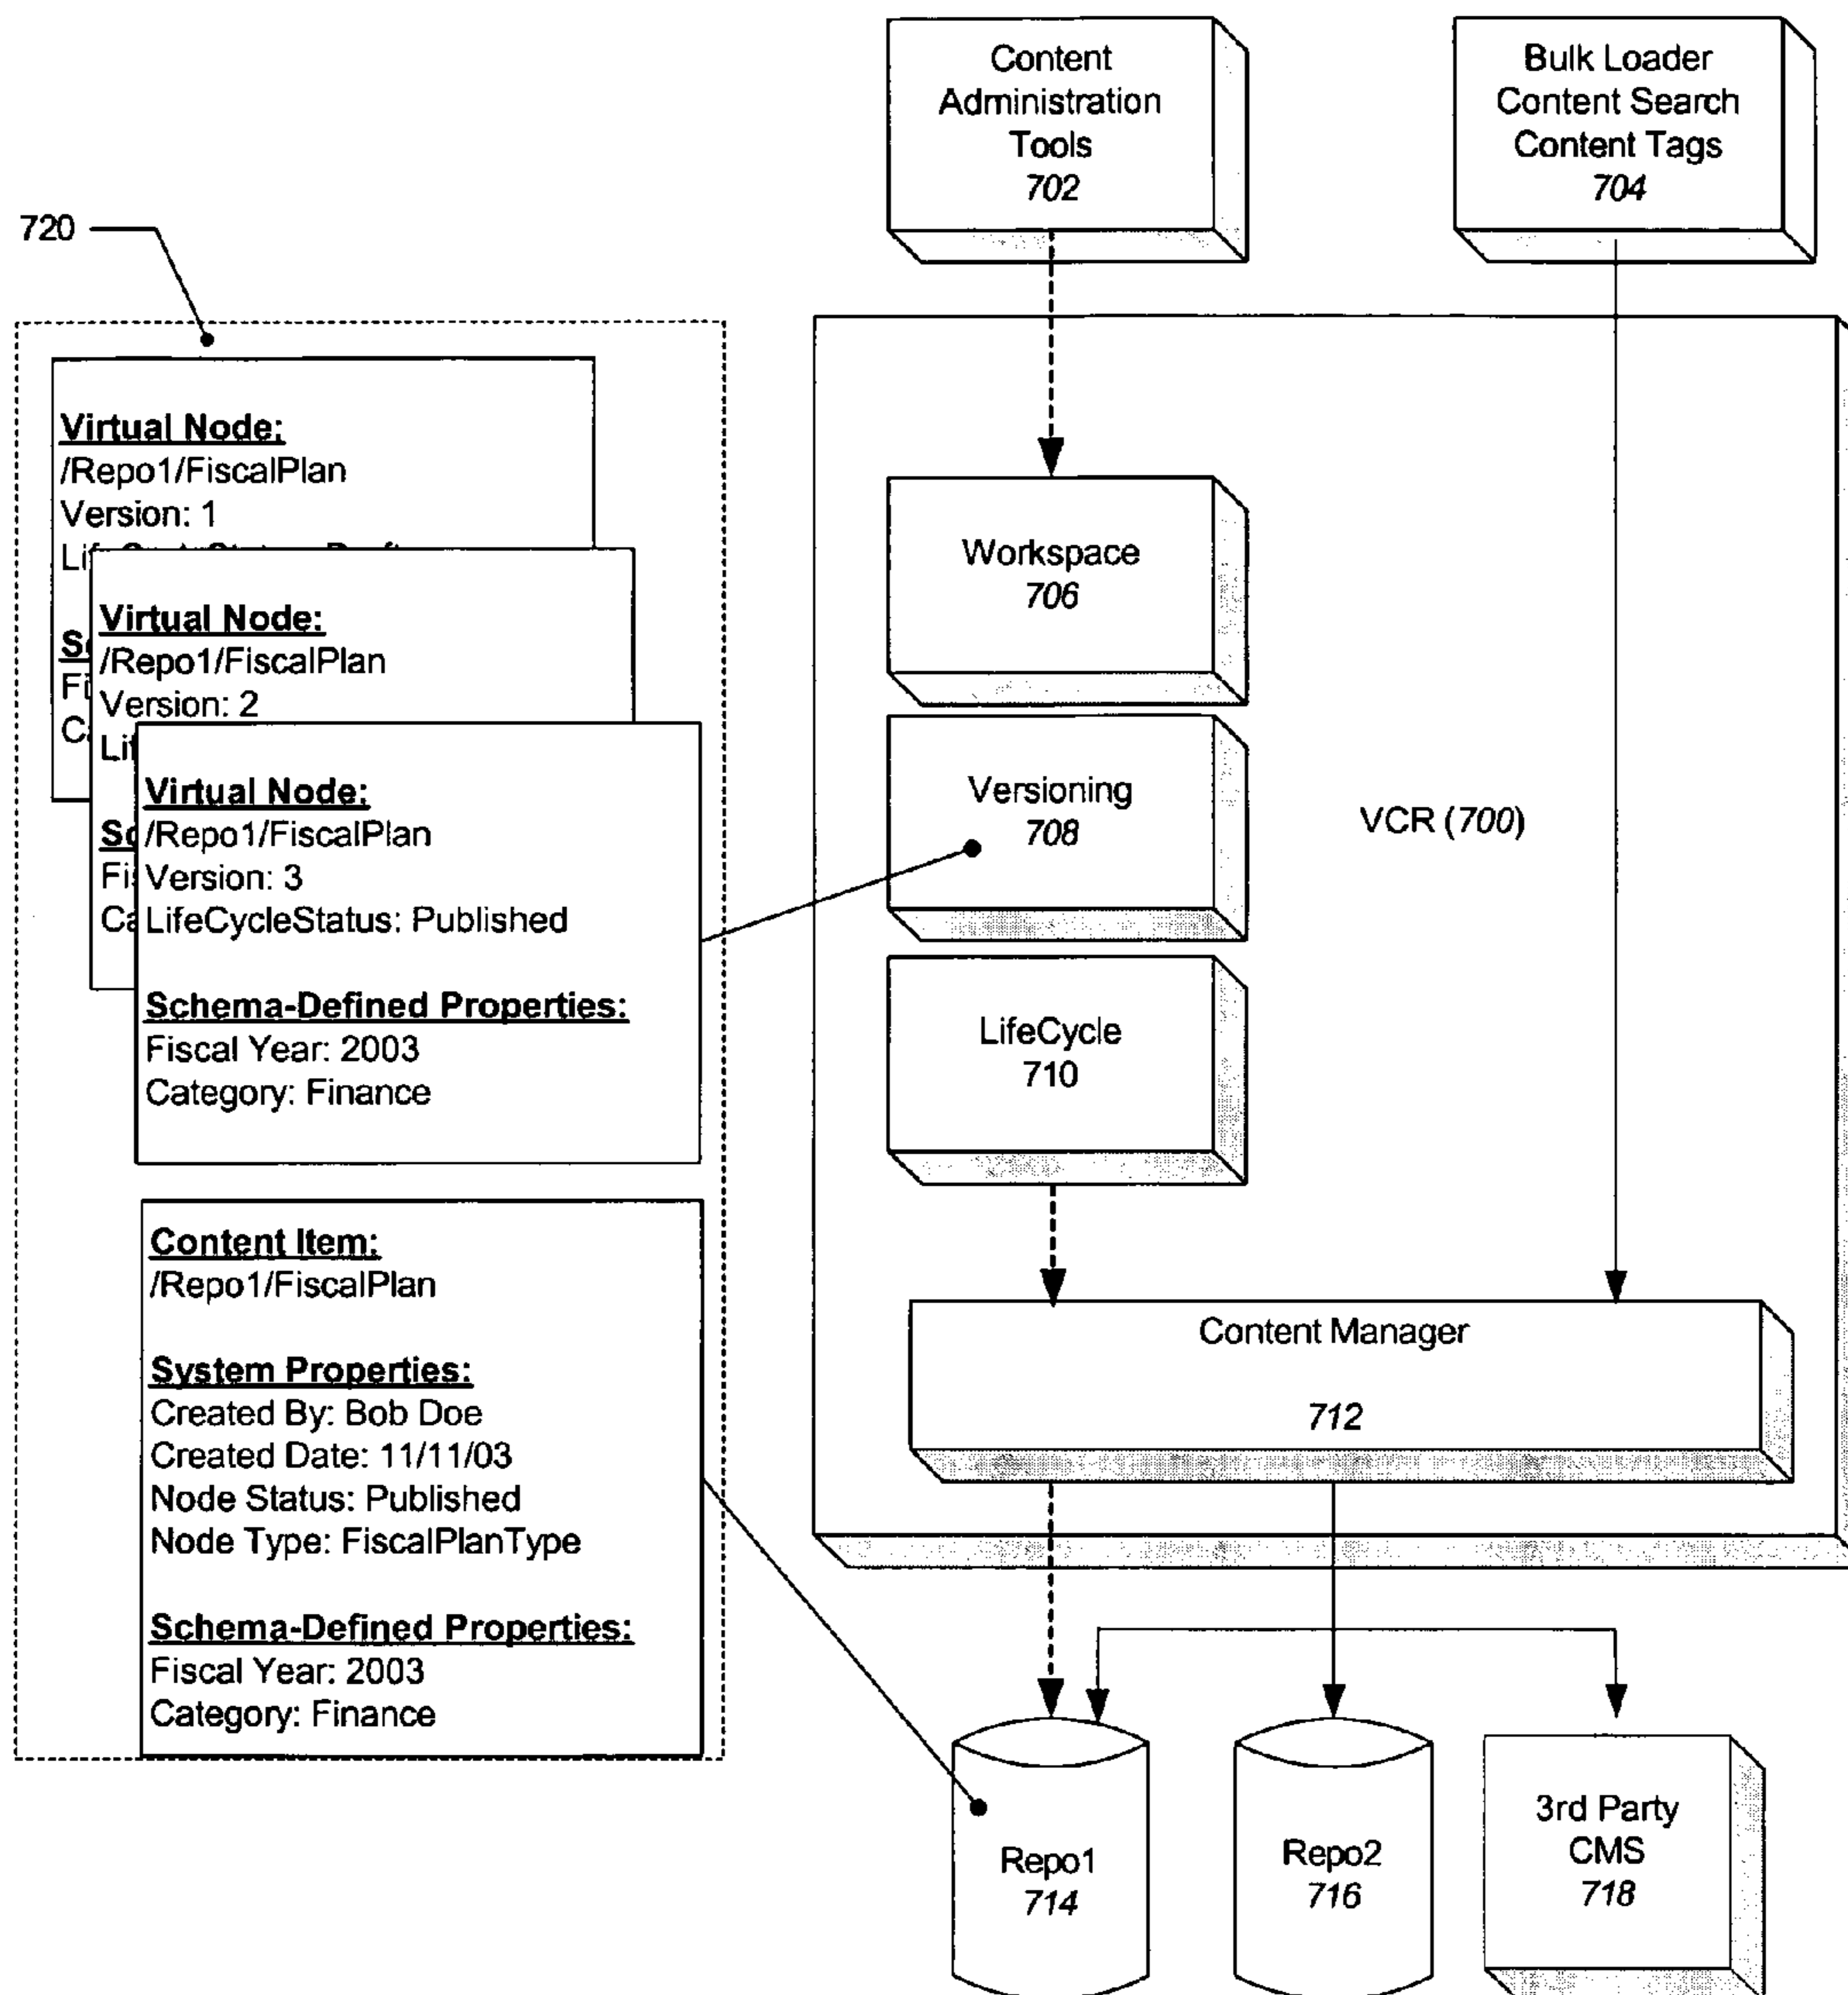 Content
Administration
Tools
702
Bulk Loader
Content Search
Content Tags
704
720
Virtual Node:
/Repo1/FiscalPlan
Version: 1
Virtual Node:
/Repo1/FiscalPlan
Version: 2
Virtual Node:
/Repo1/FiscalPlan
Version: 3
LifeCycleStatus: Published
Schema-Defined Properties:
Fiscal Year: 2003
Category: Finance
Content Item:
/Repo1/FiscalPlan
System Properties:
Created By: Bob Doe
Created Date: 11/11/03
Node Status: Published
Node Type: FiscalPlanType
Schema-Defined Properties:
Fiscal Year: 2003
Category: Finance
Workspace
706
Versioning
708
VCR (700)
LifeCycle
710
Content Manager
712
Repo1
714
Repo2
716
3rd Party
CMS
718